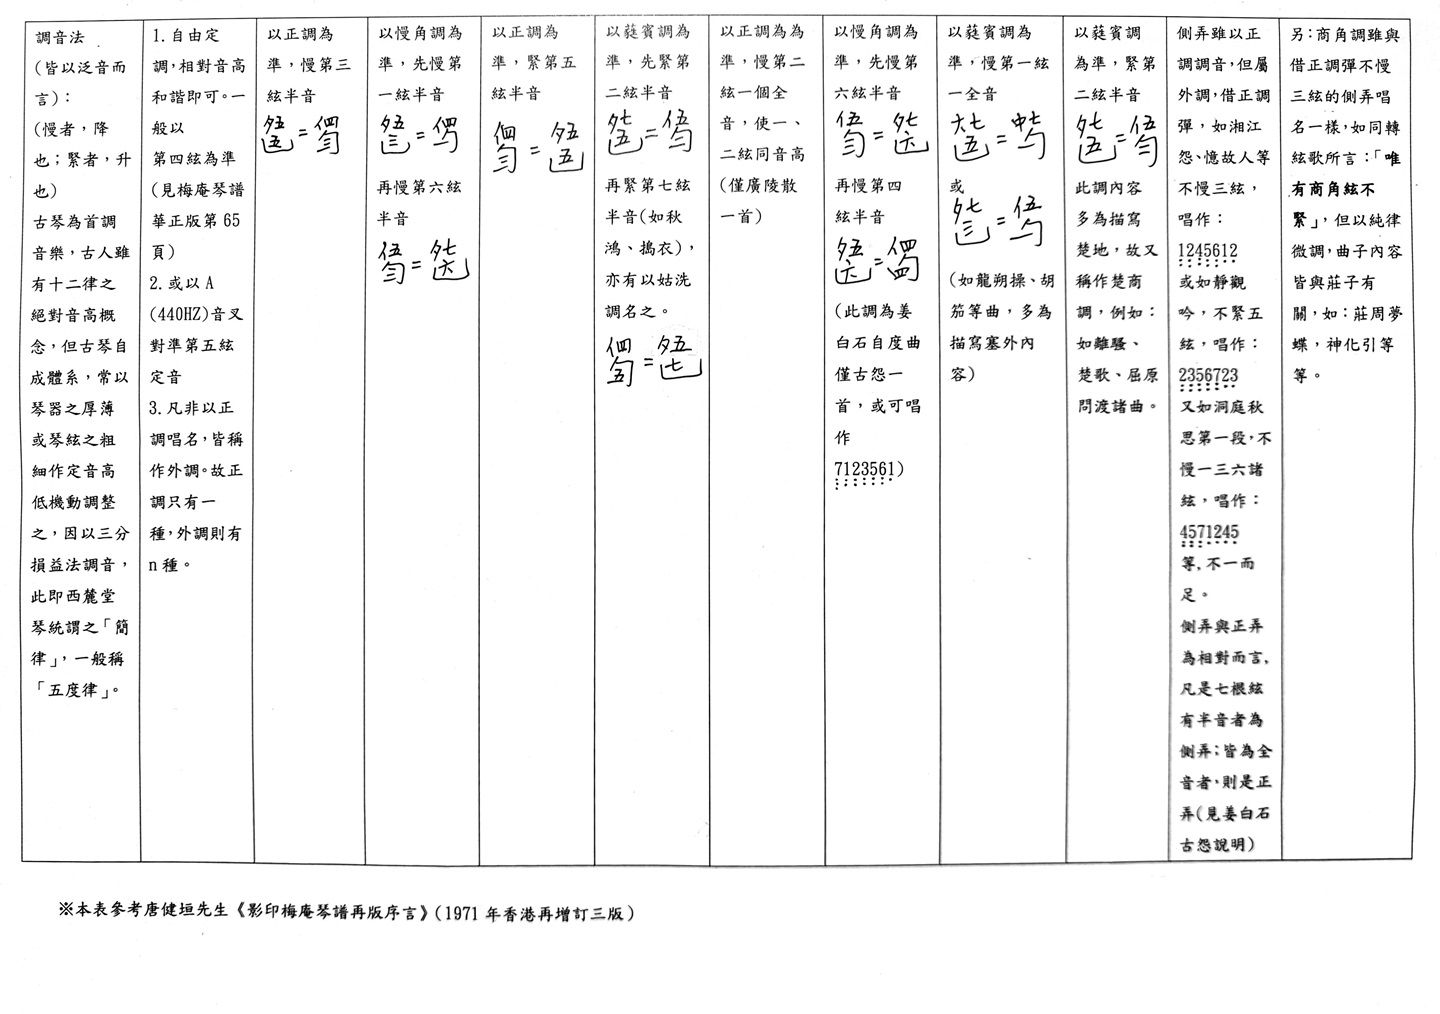 調音法
(皆以泛音而
言)：
(慢者，降
也；緊者，升
也)
古琴為首調
音樂，古人雖
有十二律之
絕對音高概
念，但古琴自
成體系，常以
琴器之厚薄
或琴絃之粗
細作定音高
低機動調整
之，因以三分
損益法調音，
此即西麓堂
琴統謂之「簡
律」，一般稱
「五度律」。
1.自由定
調，相對音高
和諧即可。一
般以
第四絃為準
(見梅庵琴譜
華正版第 65
頁)
2.或以 A
(440HZ)音叉
對準第五絃
定音
3.凡非以正
調唱名，皆稱
作外調。故正
調只有一
種，外調則有
n 種。
以正調為
準，慢第三
絃半音
以慢角調為
準，先慢第
一絃半音
再慢第六絃
半音
以正調為
準，緊第五
絃半音
以蕤賓調為
準，先緊第
二絃半音
再緊第七絃
半音(如秋
鴻、搗衣)，
亦有以姑洗
調名之。
以正調為為
準，慢第二
絃一個全
音，使一、
二絃同音高
(僅廣陵散
一首)
以慢角調為
準，先慢第
六絃半音
再慢第四
絃半音
(此調為姜
白石自度曲
僅古怨一
首，或可唱
作
7123561)
以蕤賓調為
準，慢第一絃
一全音
或
(如龍朔操、胡
笳等曲，多為
描寫塞外內
容)
以蕤賓調
為準，緊第
二絃半音
此調內容
多為描寫
楚地，故又
稱作楚商
調，例如：
如離騷、
楚歌、屈原
問渡諸曲。
側弄雖以正
調調音，但屬
外調，借正調
彈，如湘江
怨、憶故人等
不慢三絃，
唱作：
1245612
或如靜觀
吟，不緊五
絃，唱作：
2356723
又如洞庭秋
思第一段，不
慢一三六諸
絃，唱作：
4571245
等，不一而
足。
側弄與正弄
為相對而言，
凡是七根絃
有半音者為
側弄；皆為全
音者，則是正
弄(見姜白石
古怨說明)
另：商角調雖與
借正調彈不慢
三絃的側弄唱
名一樣，如同轉
絃歌所言：「唯
有商角絃不
緊」，但以純律
微調，曲子內容
皆與莊子有
關，如：莊周夢
蝶，神化引等
等。
※本表參考唐健垣先生《影印梅庵琴譜再版序言》(1971 年香港再增訂三版)